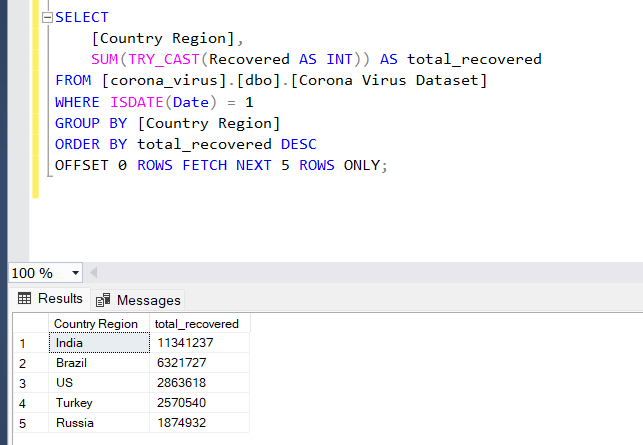 SELECT
[Country Region],
SUM(TRY_CAST(Recovered AS INT)) AS total_recovered
FROM [corona_virus].[dbo].[Corona Virus Dataset]
WHERE ISDATE(Date) = 1
GROUP BY [Country Region]
ORDER BY total_recovered DESC
OFFSET 0 ROWS FETCH NEXT 5 ROWS ONLY;
100 %
Results Messages
Country Region total_recovered
1 India 11341237
2 Brazil 6321727
3 US 2863618
4 Turkey 2570540
5 Russia 1874932